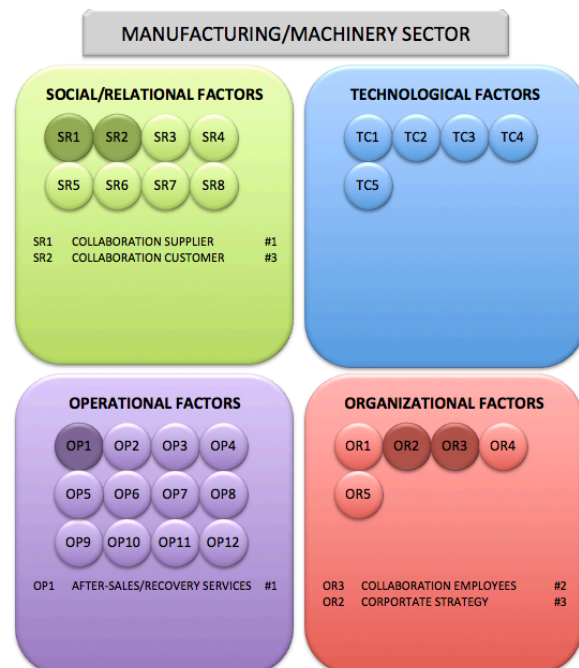 MANUFACTURING/MACHINERY SECTOR
SOCIAL/RELATIONAL FACTORS
SR1 SR2 SR3 SR4
SR5 SR6 SR7 SR8
SR1 COLLABORATION SUPPLIER #1
SR2 COLLABORATION CUSTOMER #3
TECHNOLOGICAL FACTORS
TC1 TC2 TC3 TC4
TC5
OPERATIONAL FACTORS
OP1 OP2 OP3 OP4
OP5 OP6 OP7 OP8
OP9 OP10 OP11 OP12
OP1 AFTER-SALES/RECOVERY SERVICES #1
ORGANIZATIONAL FACTORS
OR1 OR2 OR3 OR4
OR5
OR3 COLLABORATION EMPLOYEES #2
OR2 CORPORTATE STRATEGY #3